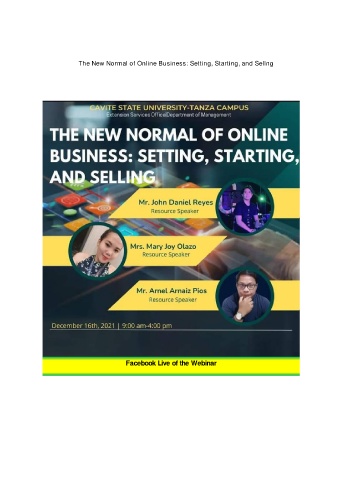 The New Normal of Online Business: Setting, Starting, and Sellng
CAVITE STATE UNIVERSITY-TANZA CAMPUS
Extension Services Office/Department of Management
THE NEW NORMAL OF ONLINE
BUSINESS: SETTING, STARTING,
AND SELLING
Mr. John Daniel Reyes
Resource Speaker
Mrs. Mary Joy Olazo
Resource Speaker
Mr. Arnel Arnaiz Pios
Resource Speaker
December 16th, 2021 | 9:00 am-4:00 pm
Facebook Live of the Webinar